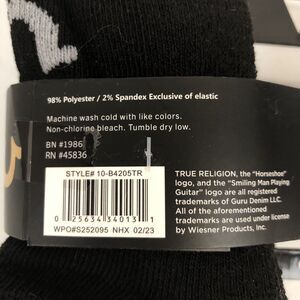 98% Polyester / 2% Spandex Exclusive of elastic
Machine wash cold with like colors.
Non-chlorine bleach. Tumble dry low.
BN #1986
RN #45836
STYLE# 10-B4205TR
0 25634 34013 1
WPO#S252095 NHX 02/23
TRUE RELIGION, the "Horseshoe"
logo, and the "Smiling Man Playing
Guitar" logo are all registered
trademarks of Guru Denim LLC.
All of the aforementioned
trademarks are used under license
by Wiesner Products, Inc.